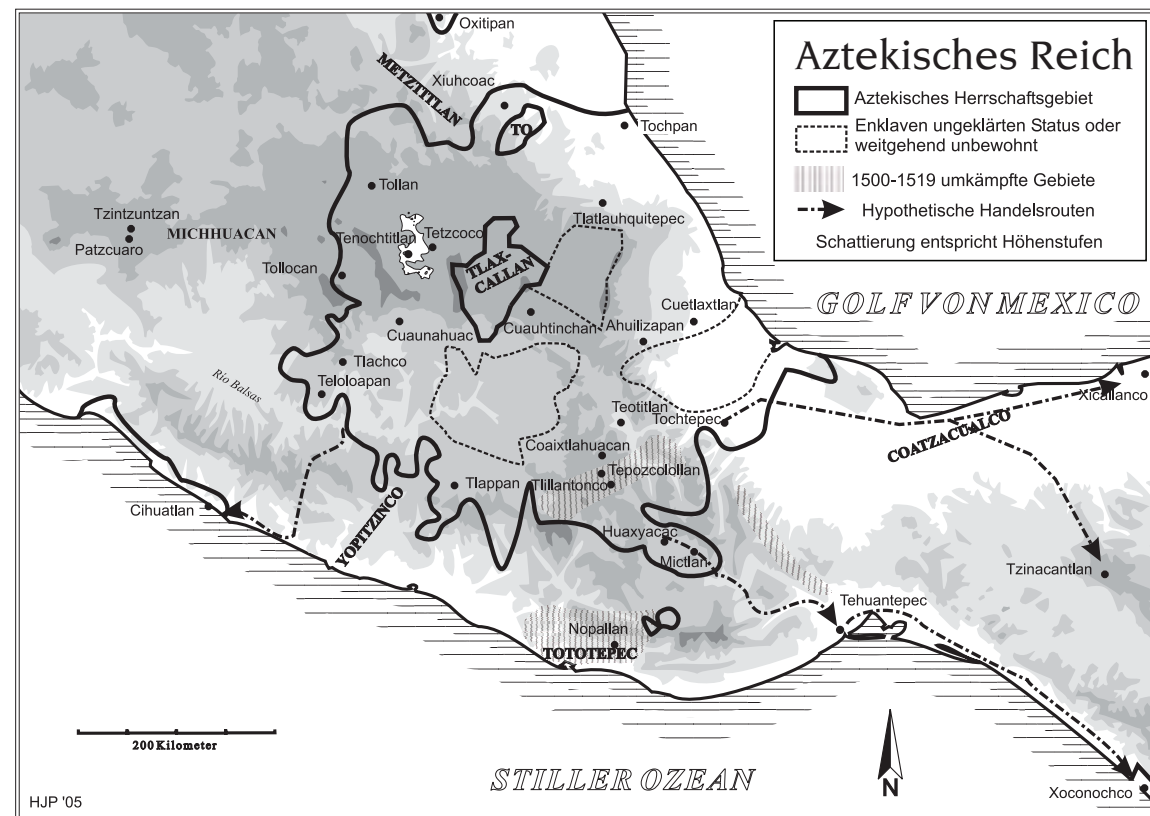 Aztekisches Reich
Aztekisches Herrschaftsgebiet
Enklaven ungeklärten Status oder
weitgehend unbewohnt
1500-1519 umkämpfte Gebiete
Hypothetische Handelsrouten
Schattierung entspricht Höhenstufen
Oxitipan
METZTITLAN
Xiuhcoac
TO
Tochpan
Tollan
Tzintzuntzan
Patzcuaro
MICHHUACAN
Tlatlauhquitepec
Tenochtitlan
Tetzcoco
TLAX-
CALLAN
Tollocan
Cuetlaxtlan
GOLF VON MEXICO
Cuaunahuac
Cuauhtinchan
Ahuilizapan
Tlachco
Rio Balsas
Teloloapan
Xicallanco
Teotitlan
Tochtepec
COATZACUALCO
Coaixtlahuacan
Tepozcolollan
Tlappan
Tlillantonco
Cihuatlan
YOPITZINCO
Huaxyacac
Mictlan
Tzinacantlan
Tehuantepec
Nopallan
TOTOTEPEC
200 Kilometer
STILLER OZEAN
N
Xoconochco
HJP '05